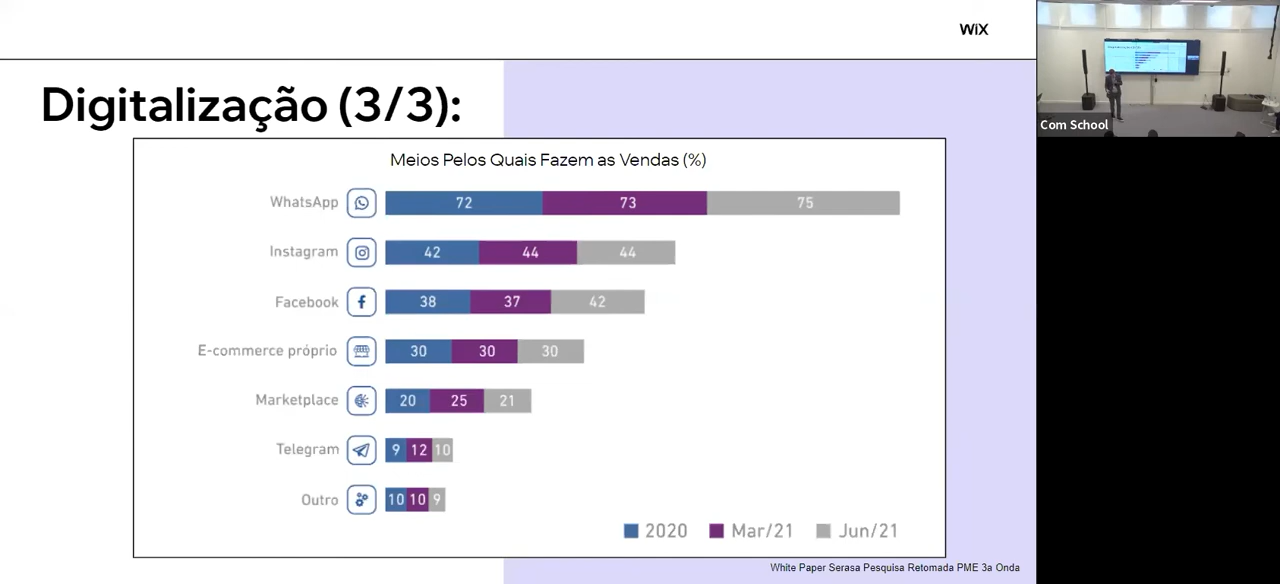 WiX
Digitalização (3/3):
Meios Pelos Quais Fazem as Vendas (%)
WhatsApp 72 73 75
Instagram 42 44 44
Facebook 38 37 42
E-commerce próprio 30 30 30
Marketplace 20 25 21
Telegram 9 12 10
Outro 10 10 9
2020 Mar/21 Jun/21
White Paper Serasa Pesquisa Retomada PME 3a Onda
Com School